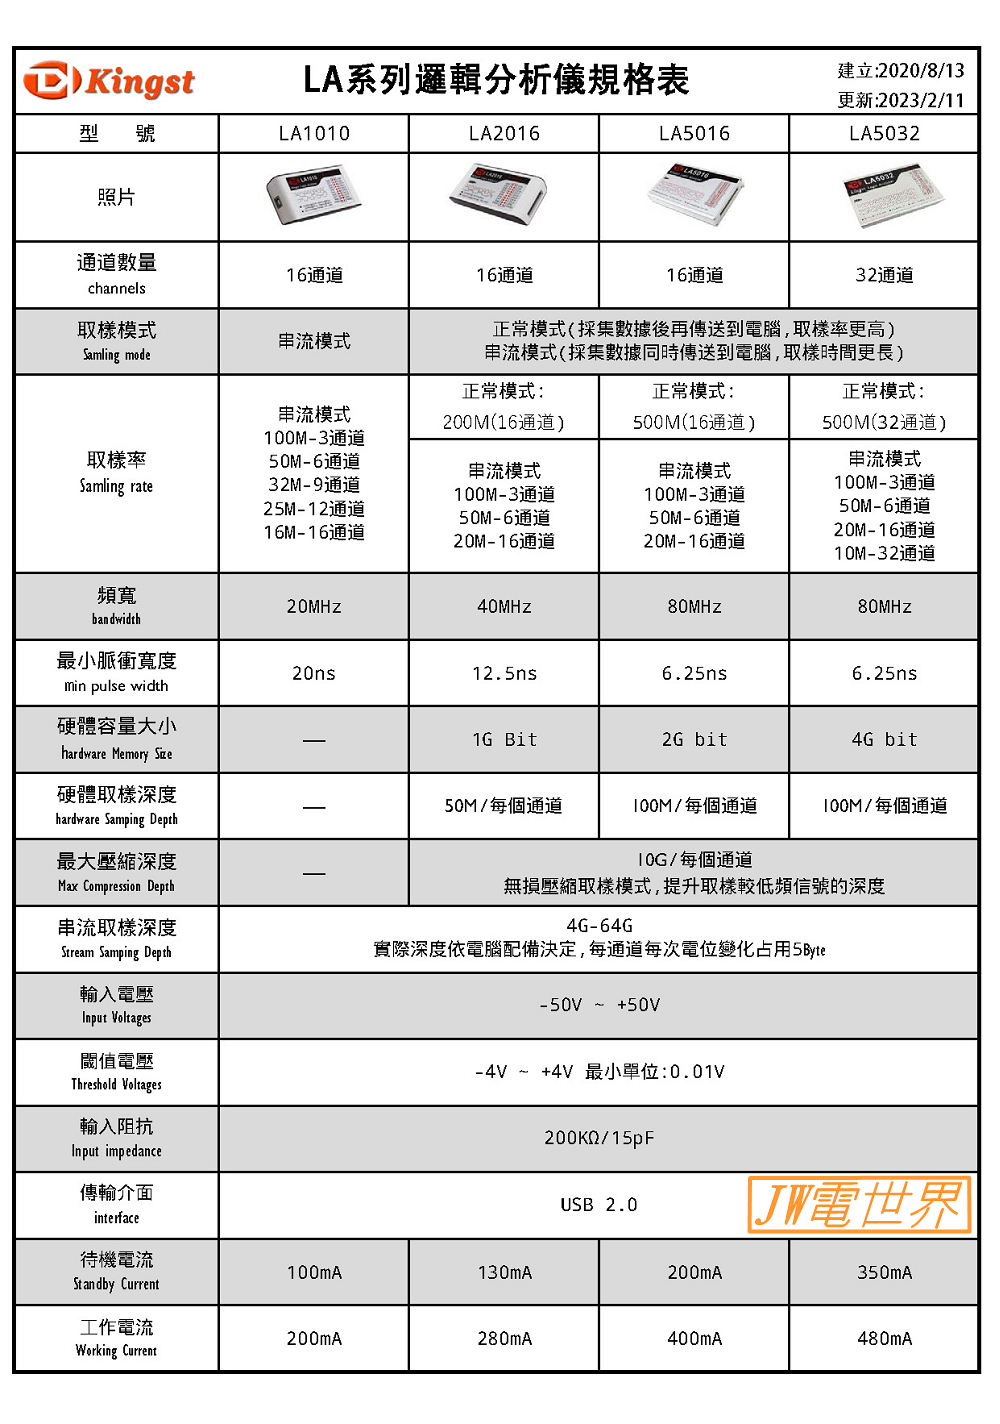 Kingst
LA系列邏輯分析儀規格表
建立:2020/8/13
更新:2023/2/11
型 號 LA1010 LA2016 LA5016 LA5032
照片
LA1010 LA2016 LA5016 LA5032
通道數量
channels
16通道 16通道 16通道 32通道
取樣模式
Samling mode
串流模式
正常模式(採集數據後再傳送到電腦,取樣率更高)
串流模式(採集數據同時傳送到電腦,取樣時間更長)
取樣率
Samling rate
串流模式
100M-3通道
50M-6通道
32M-9通道
25M-12通道
16M-16通道
正常模式:
200M(16通道)
串流模式
100M-3通道
50M-6通道
20M-16通道
正常模式:
500M(16通道)
串流模式
100M-3通道
50M-6通道
20M-16通道
正常模式:
500M(32通道)
串流模式
100M-3通道
50M-6通道
20M-16通道
10M-32通道
頻寬
bandwidth
20MHz 40MHz 80MHz 80MHz
最小脈衝寬度
min pulse width
20ns 12.5ns 6.25ns 6.25ns
硬體容量大小
hardware Memory Size
— 1G Bit 2G bit 4G bit
硬體取樣深度
hardware Samping Depth
— 50M/每個通道 100M/每個通道 100M/每個通道
最大壓縮深度
Max Compression Depth
—
10G/每個通道
無損壓縮取樣模式,提升取樣較低頻信號的深度
串流取樣深度
Stream Samping Depth
4G-64G
實際深度依電腦配備決定,每通道每次電位變化占用5Byte
輸入電壓
Input Voltages
-50V ~ +50V
閾值電壓
Threshold Voltages
-4V ~ +4V 最小單位:0.01V
輸入阻抗
Input impedance
200KΩ/15pF
傳輸介面
interface
USB 2.0
JW電世界
待機電流
Standby Current
100mA 130mA 200mA 350mA
工作電流
Working Current
200mA 280mA 400mA 480mA